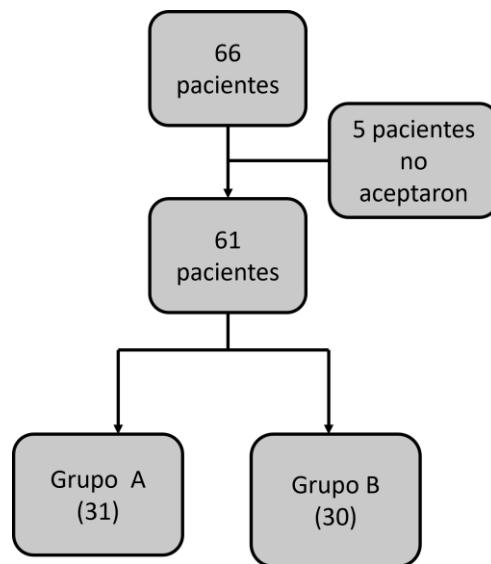 66
pacientes
5 pacientes
no
aceptaron
61
pacientes
Grupo A
(31)
Grupo B
(30)